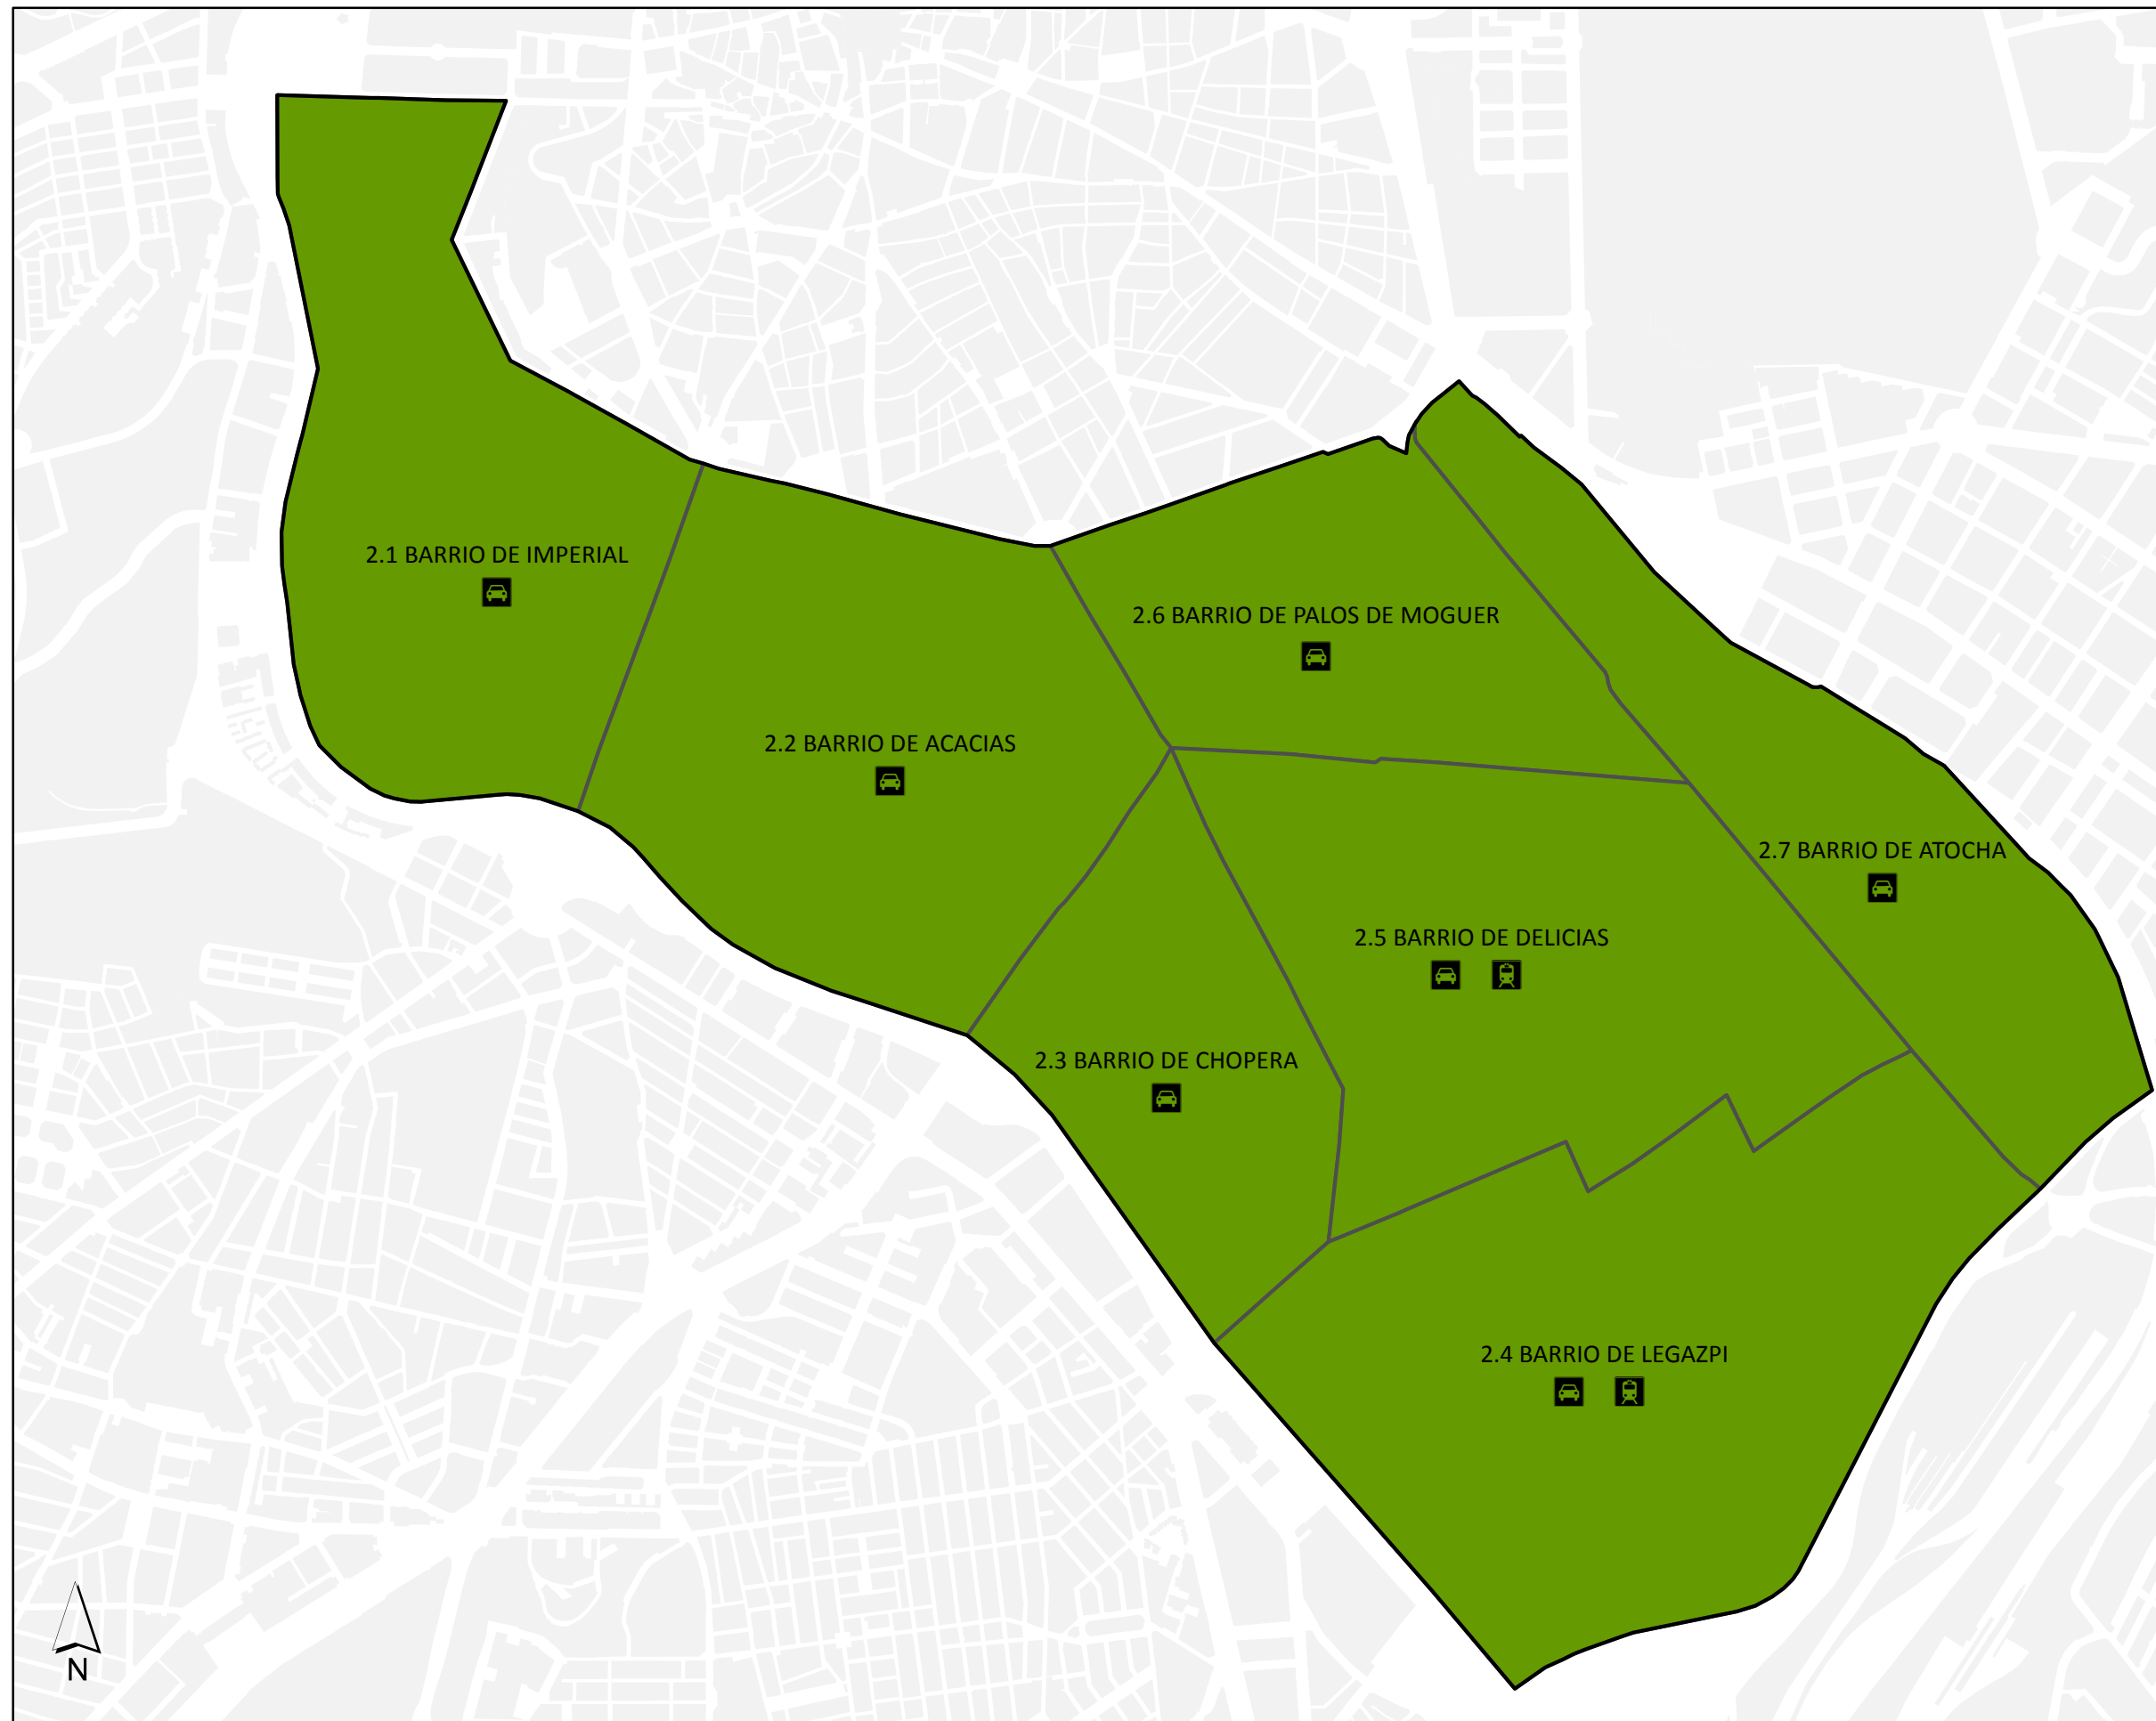 2.1 BARRIO DE IMPERIAL
2.6 BARRIO DE PALOS DE MOGUER
2.2 BARRIO DE ACACIAS
2.7 BARRIO DE ATOCHA
2.5 BARRIO DE DELICIAS
2.3 BARRIO DE CHOPERA
2.4 BARRIO DE LEGAZPI
N